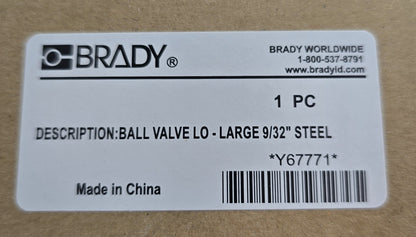 BRADY®
BRADY WORLDWIDE
1-800-537-8791
www.bradyid.com
1 PC
DESCRIPTION:BALL VALVE LO - LARGE 9/32" STEEL
*Y67771*
Made in China